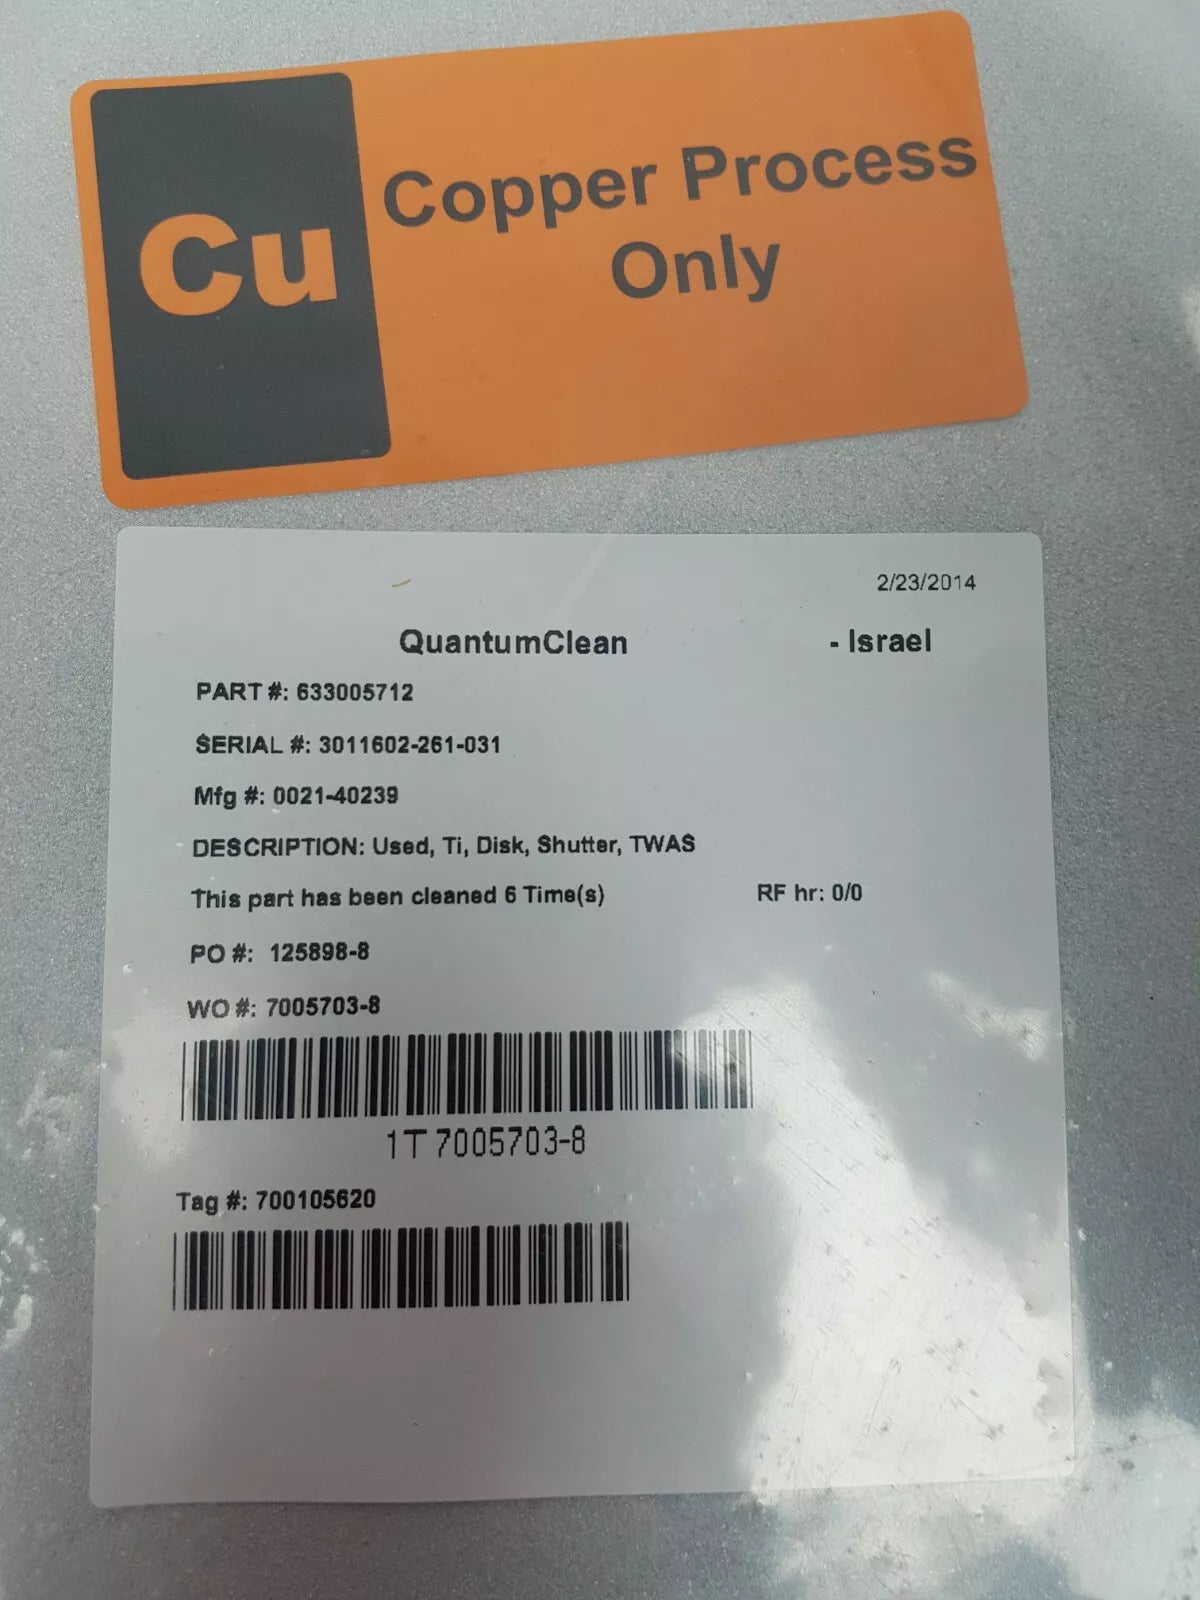 Cu
Copper Process
Only
2/23/2014
QuantumClean - Israel
PART #: 633005712
SERIAL #: 3011602-261-031
Mfg #: 0021-40239
DESCRIPTION: Used, Ti, Disk, Shutter, TWAS
This part has been cleaned 6 Time(s) RF hr: 0/0
PO #: 125898-8
WO #: 7005703-8
1T7005703-8
Tag #: 700105620